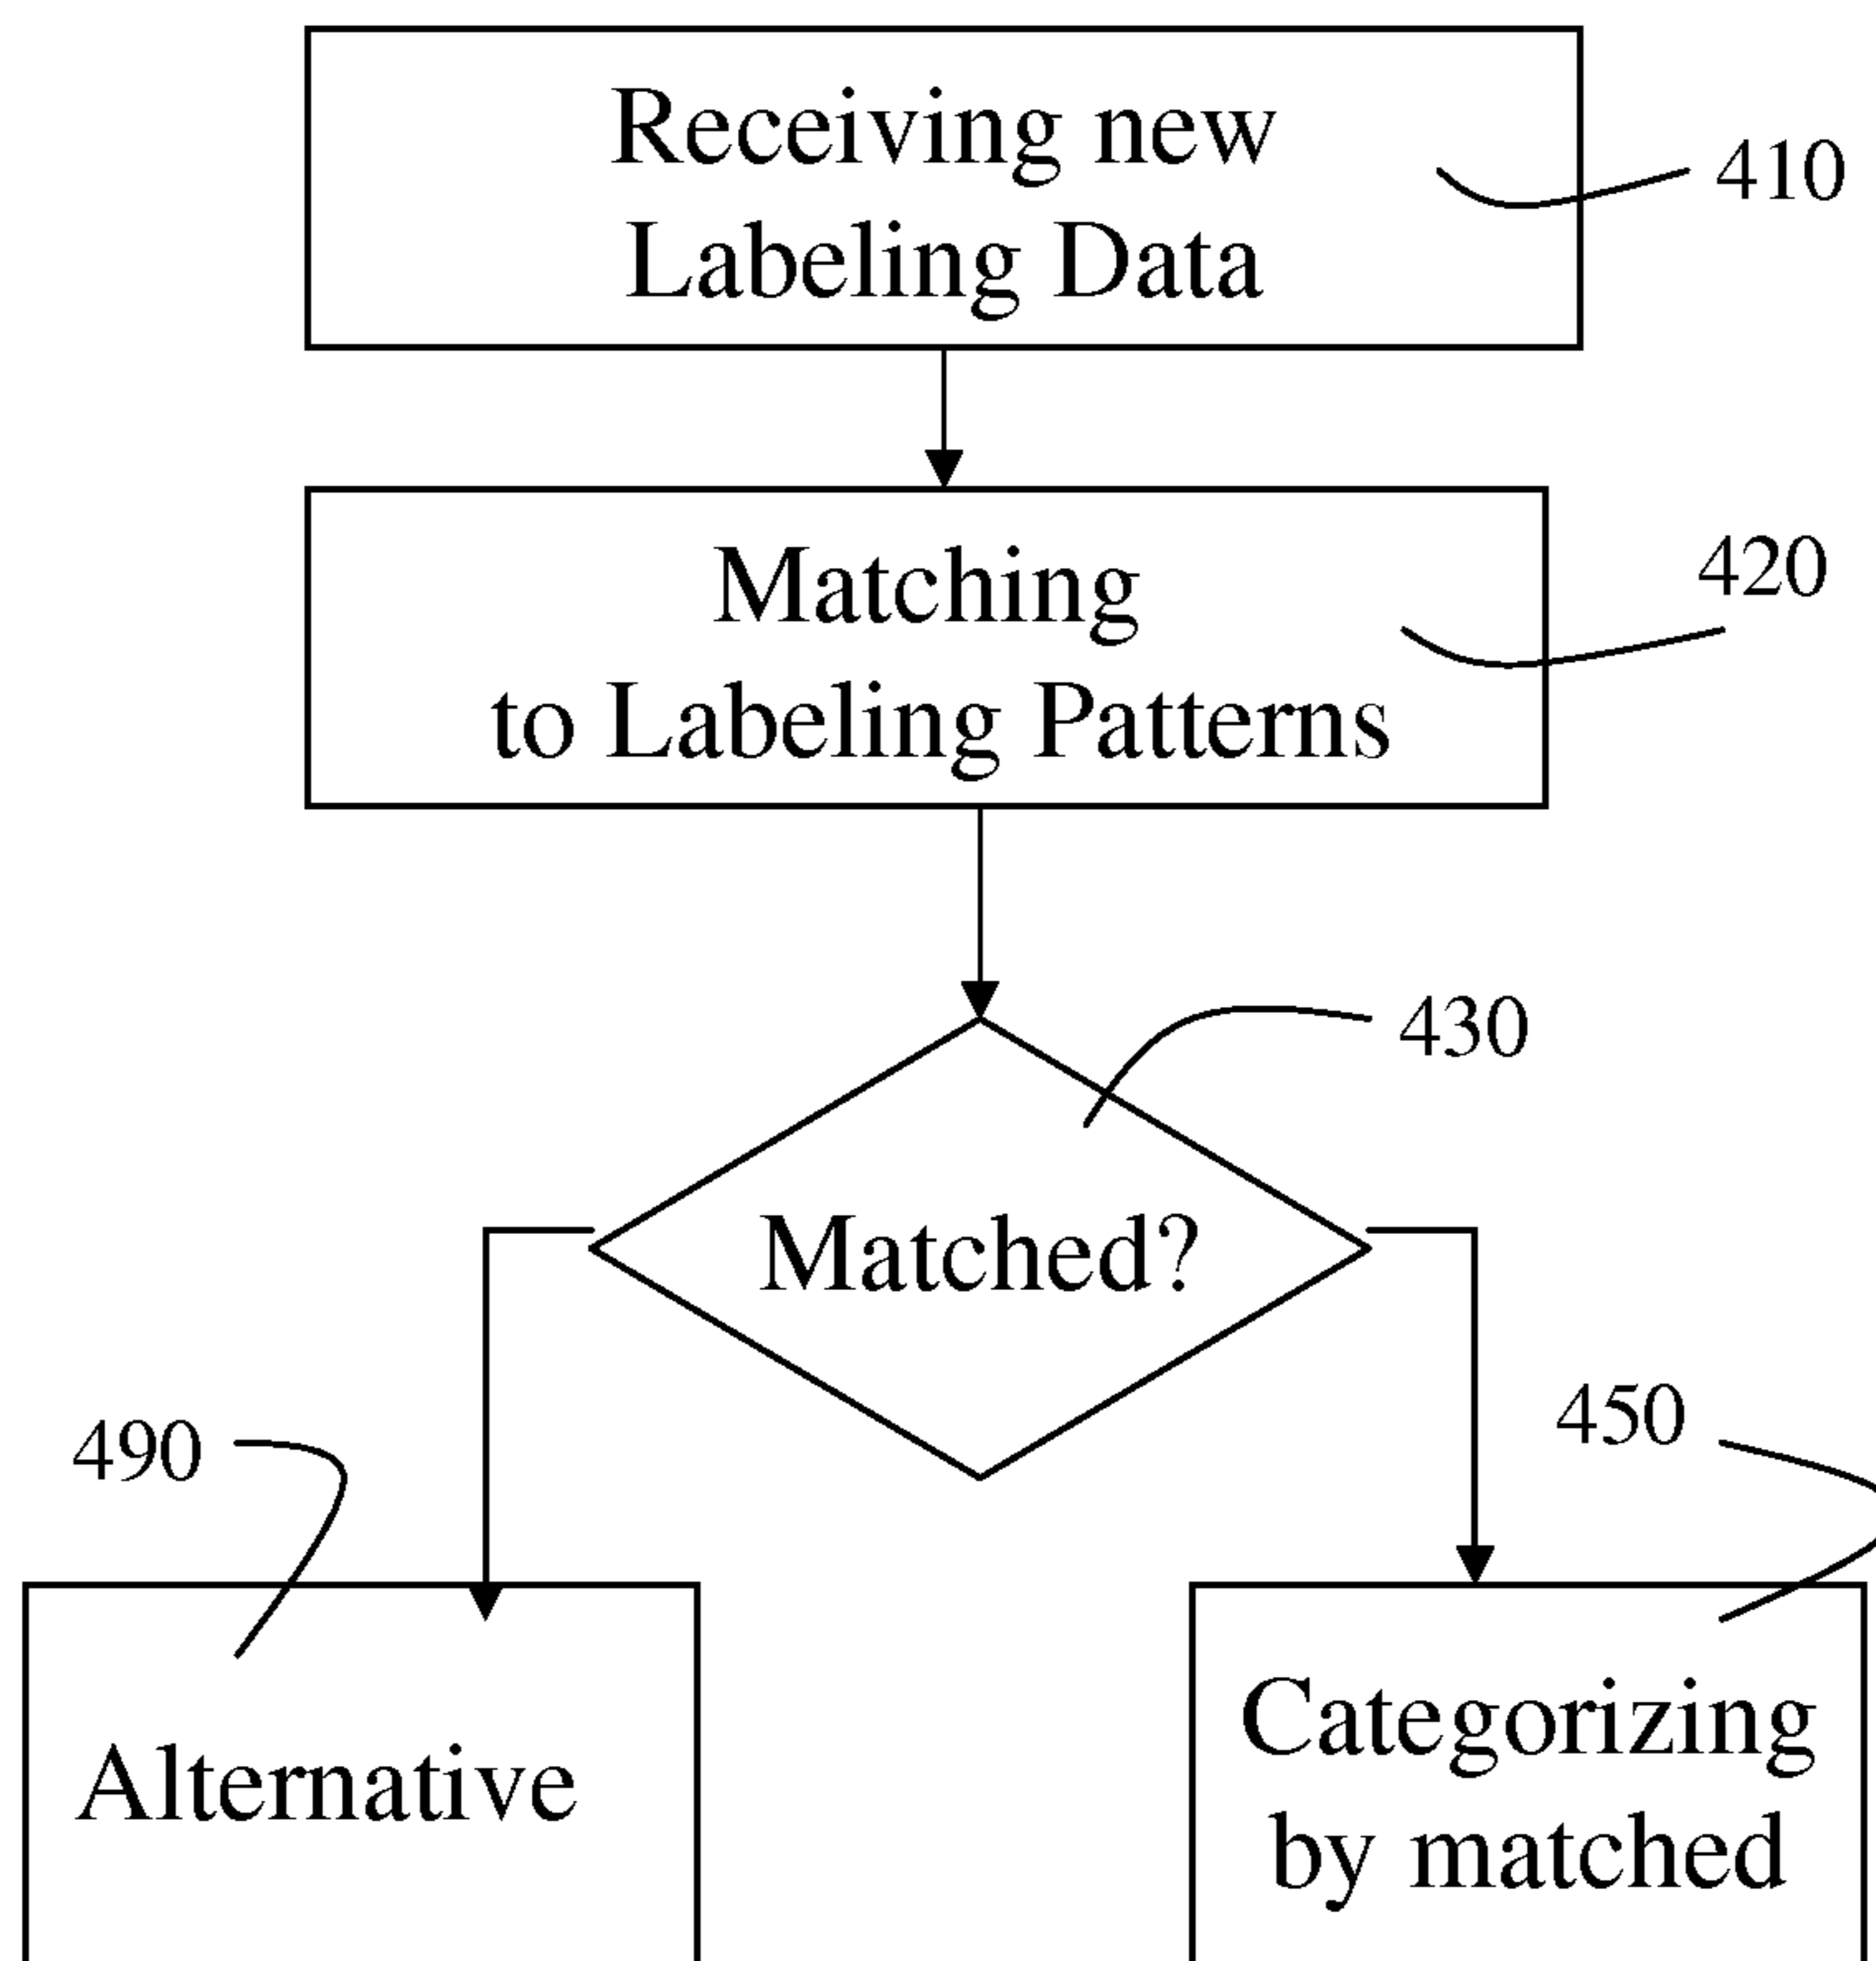 Receiving new
Labeling Data
410
Matching
to Labeling Patterns
420
430
Matched?
490
450
Alternative
Categorizing
by matched